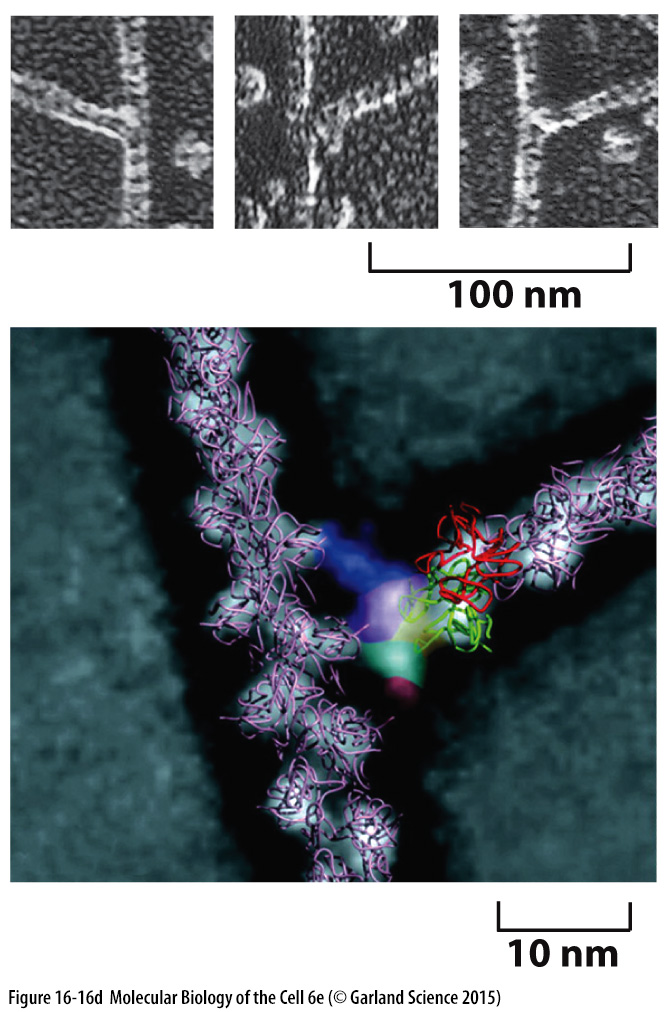 100 nm
10 nm
Figure 16-16d Molecular Biology of the Cell 6e (© Garland Science 2015)